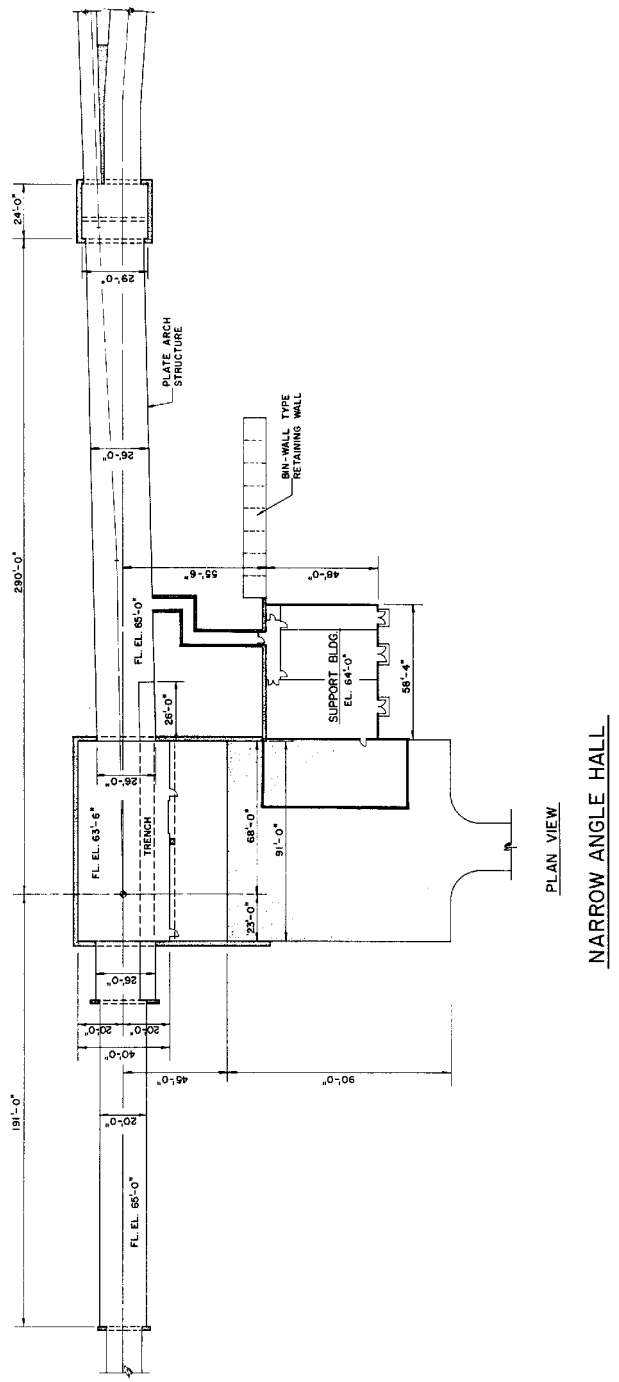 24'-0"
290'-0"
191'-0"
29'-0"
PLATE ARCH
STRUCTURE
26'-0"
BIN-WALL TYPE
RETAINING WALL
55'-6"
48'-0"
FL. EL. 65'-0"
SUPPORT BLDG.
EL. 64'-0"
58'-4"
26'-0"
FL. EL. 63'-6"
26'-0"
TRENCH
68'-0"
91'-0"
23'-0"
26'-0"
20'-0"
20'-0"
40'-0"
45'-0"
90'-0"
20'-0"
FL. EL. 65'-0"
PLAN VIEW
NARROW ANGLE HALL